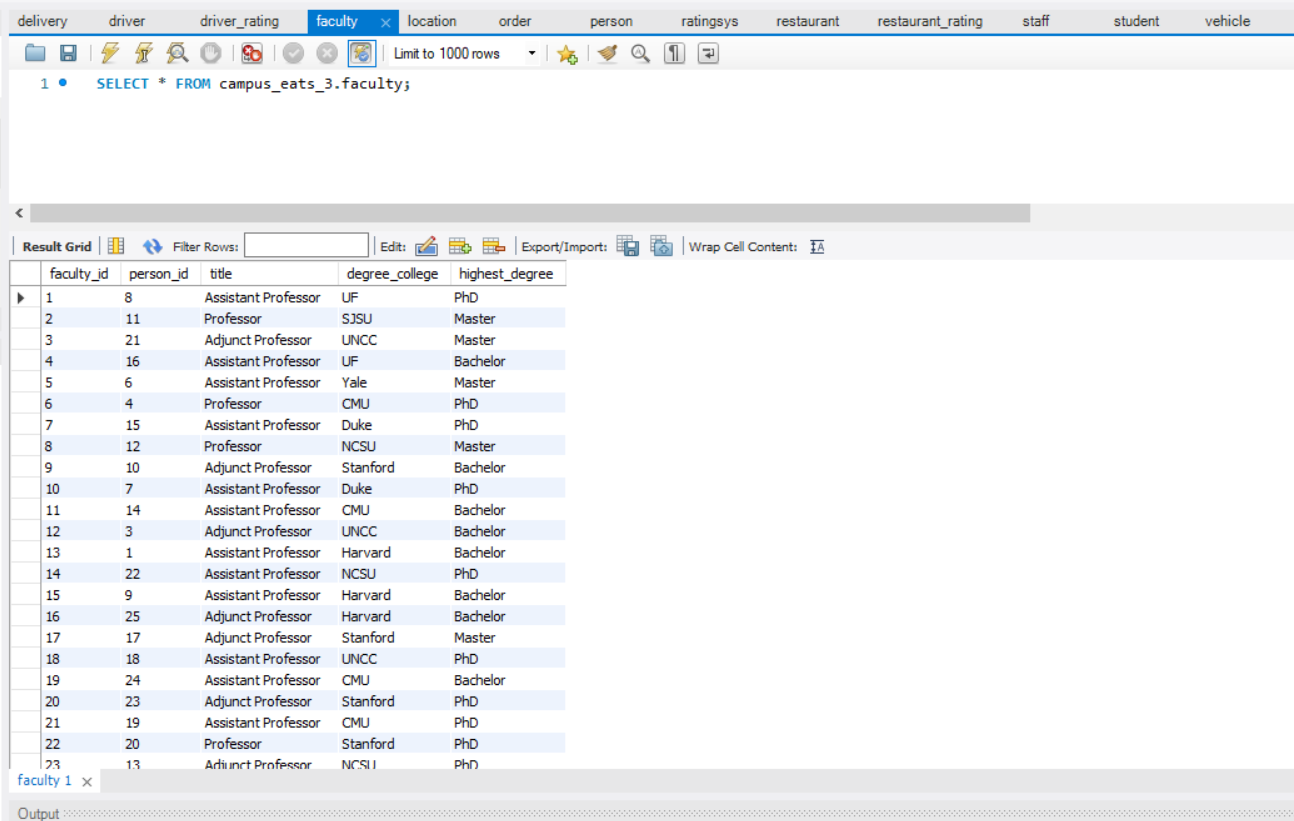 delivery driver driver_rating faculty × location order person ratingsys restaurant restaurant_rating staff student vehicle
Limit to 1000 rows
1 SELECT * FROM campus_eats_3.faculty;
Result Grid Filter Rows: Edit: Export/Import: Wrap Cell Content: IA
faculty_id person_id title degree_college highest_degree
1 8 Assistant Professor UF PhD
2 11 Professor SJSU Master
3 21 Adjunct Professor UNCC Master
4 16 Assistant Professor UF Bachelor
5 6 Assistant Professor Yale Master
6 4 Professor CMU PhD
7 15 Assistant Professor Duke PhD
8 12 Professor NCSU Master
9 10 Adjunct Professor Stanford Bachelor
10 7 Assistant Professor Duke PhD
11 14 Assistant Professor CMU Bachelor
12 3 Adjunct Professor UNCC Bachelor
13 1 Assistant Professor Harvard Bachelor
14 22 Assistant Professor NCSU PhD
15 9 Assistant Professor Harvard Bachelor
16 25 Adjunct Professor Harvard Bachelor
17 17 Adjunct Professor Stanford Master
18 18 Assistant Professor UNCC PhD
19 24 Assistant Professor CMU Bachelor
20 23 Adjunct Professor Stanford PhD
21 19 Assistant Professor CMU PhD
22 20 Professor Stanford PhD
23 13 Adjunct Professor NCSU PhD
faculty 1 ×
Output